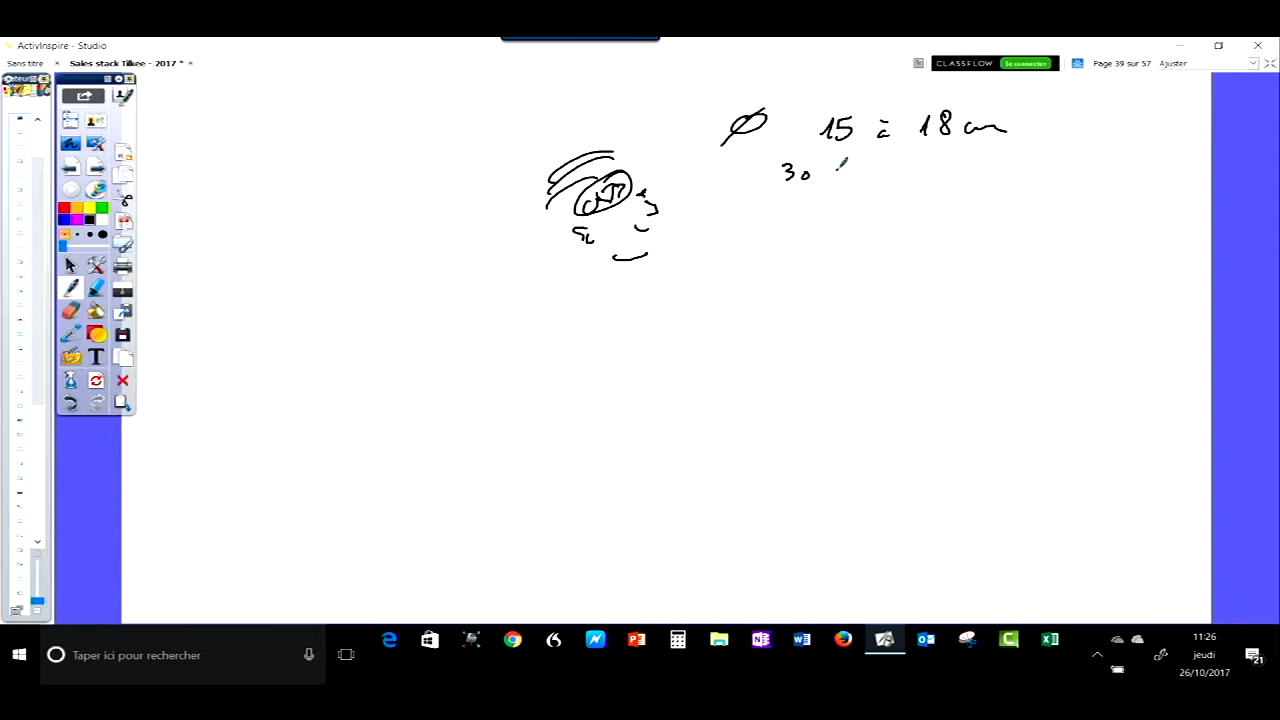 ActivInspire - Studio
Sans titre
Sales stack Tilkee - 2017 *
CLASSFLOW
Se connecter
Page 39 sur 57
Ajuster
Ø 15 à 18 cm
30
T
Taper ici pour rechercher
11:26
jeudi
26/10/2017
21